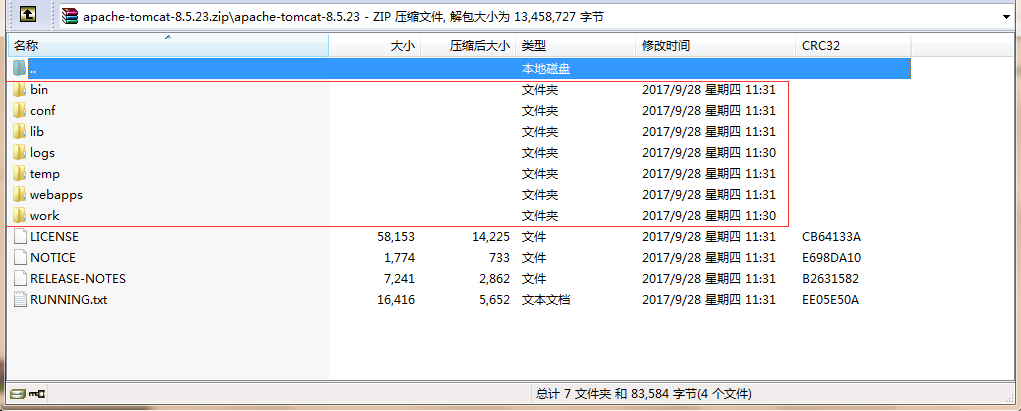 apache-tomcat-8.5.23.zip\apache-tomcat-8.5.23 - ZIP 压缩文件, 解包大小为 13,458,727 字节
名称 大小 压缩后大小 类型 修改时间 CRC32
.. 本地磁盘
bin 文件夹 2017/9/28 星期四 11:31
conf 文件夹 2017/9/28 星期四 11:31
lib 文件夹 2017/9/28 星期四 11:31
logs 文件夹 2017/9/28 星期四 11:30
temp 文件夹 2017/9/28 星期四 11:31
webapps 文件夹 2017/9/28 星期四 11:31
work 文件夹 2017/9/28 星期四 11:30
LICENSE 58,153 14,225 文件 2017/9/28 星期四 11:31 CB64133A
NOTICE 1,774 733 文件 2017/9/28 星期四 11:31 E698DA10
RELEASE-NOTES 7,241 2,862 文件 2017/9/28 星期四 11:31 B2631582
RUNNING.txt 16,416 5,652 文本文档 2017/9/28 星期四 11:31 EE05E50A
总计 7 文件夹 和 83,584 字节(4 个文件)